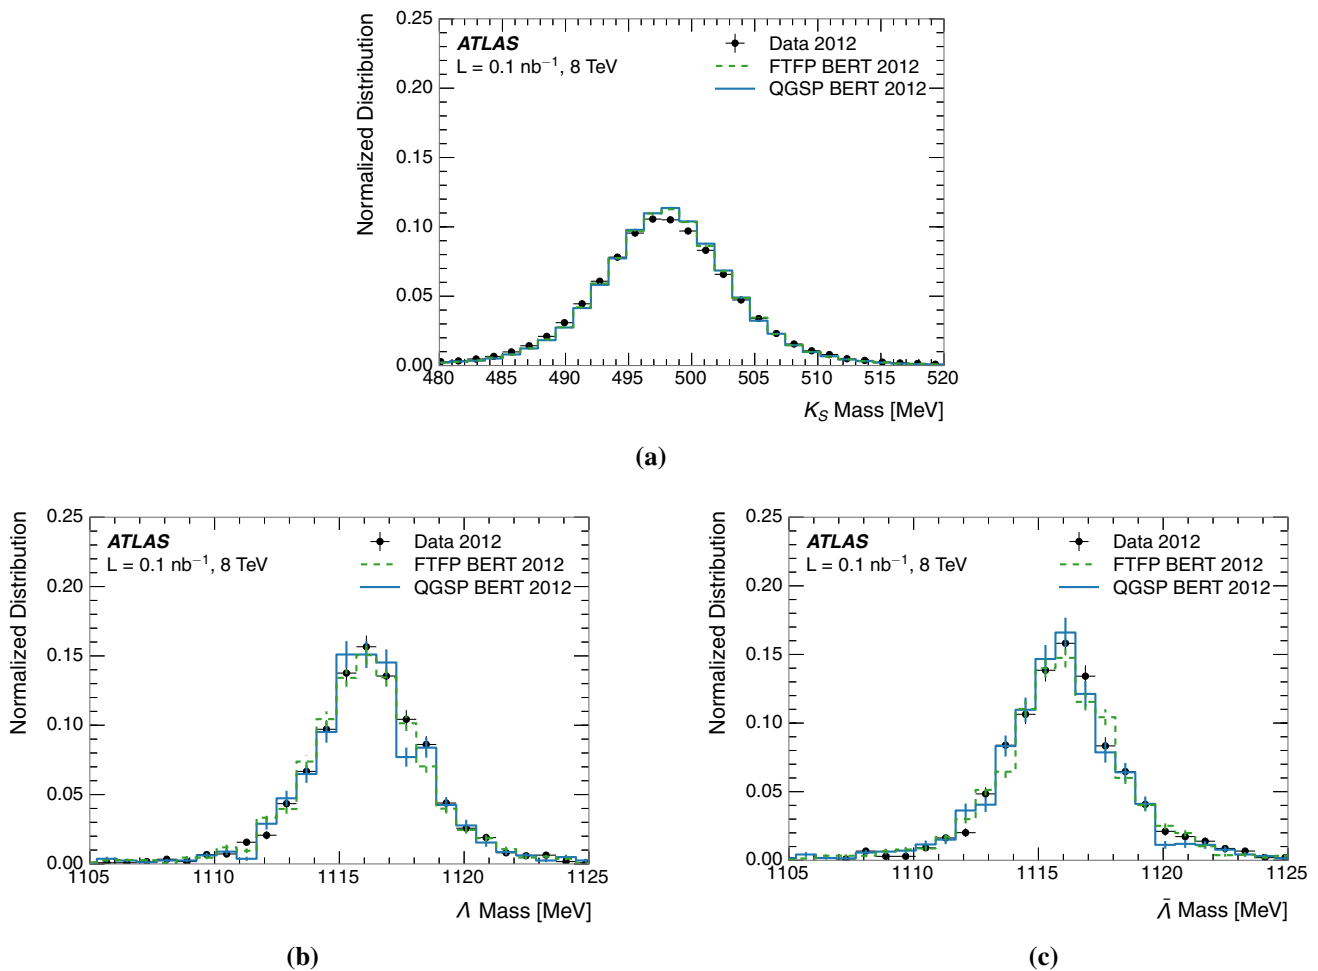 0.25
0.20
0.15
0.10
0.05
0.00
Normalized Distribution
ATLAS
L = 0.1 nb⁻¹, 8 TeV
Data 2012
FTFP BERT 2012
QGSP BERT 2012
480 485 490 495 500 505 510 515 520
K_S Mass [MeV]
(a)
0.25
0.20
0.15
0.10
0.05
0.00
Normalized Distribution
ATLAS
L = 0.1 nb⁻¹, 8 TeV
Data 2012
FTFP BERT 2012
QGSP BERT 2012
1105 1110 1115 1120 1125
Λ Mass [MeV]
(b)
0.25
0.20
0.15
0.10
0.05
0.00
Normalized Distribution
ATLAS
L = 0.1 nb⁻¹, 8 TeV
Data 2012
FTFP BERT 2012
QGSP BERT 2012
1105 1110 1115 1120 1125
Λ̄ Mass [MeV]
(c)